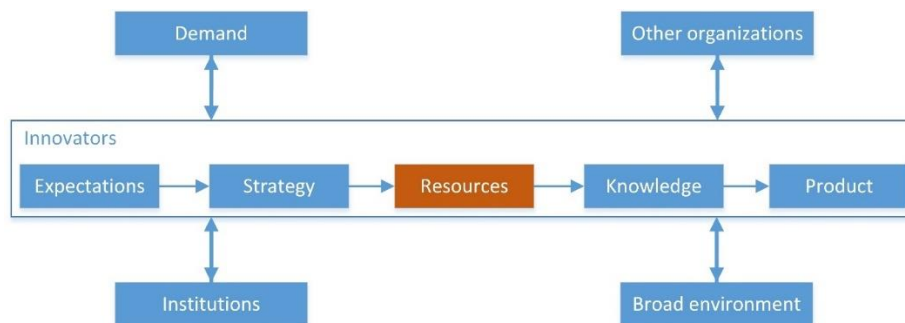 Demand
Other organizations
Innovators
Expectations
Strategy
Resources
Knowledge
Product
Institutions
Broad environment